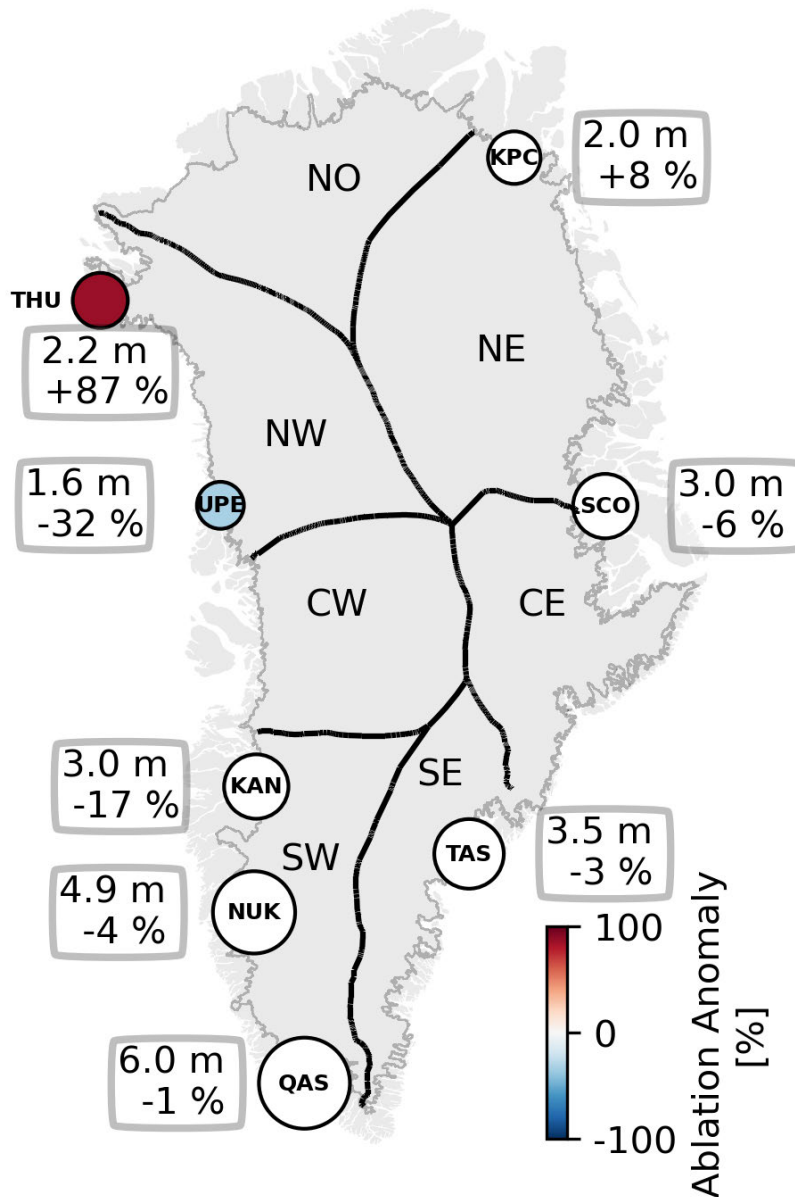 KPC
2.0 m
+8 %
NO
THU
2.2 m
+87 %
NE
NW
1.6 m
-32 %
UPE
SCO
3.0 m
-6 %
CW
CE
3.0 m
-17 %
KAN
SE
SW
TAS
3.5 m
-3 %
4.9 m
-4 %
NUK
6.0 m
-1 %
QAS
100
0
-100
Ablation Anomaly
[%]